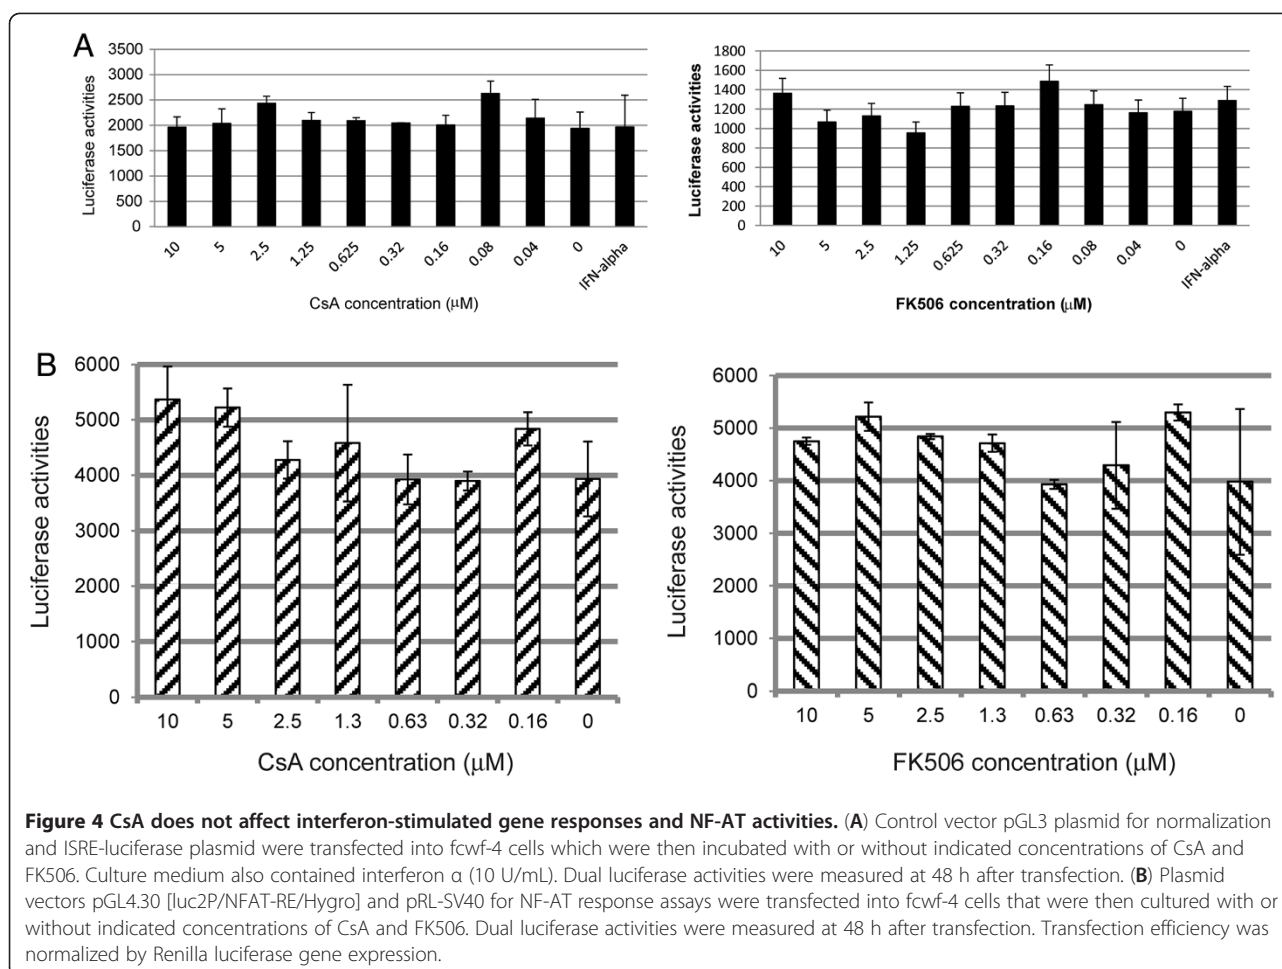 A
3500
3000
2500
2000
1500
1000
500
0
Luciferase activities
10
5
2.5
1.25
0.625
0.32
0.16
0.08
0.04
0
IFN-alpha
CsA concentration (μM)
1800
1600
1400
1200
1000
800
600
400
200
0
Luciferase activities
10
5
2.5
1.25
0.625
0.32
0.16
0.08
0.04
0
IFN-alpha
FK506 concentration (μM)
B
6000
5000
4000
3000
2000
1000
0
Luciferase activities
10 5 2.5 1.3 0.63 0.32 0.16 0
CsA concentration (μM)
6000
5000
4000
3000
2000
1000
0
Luciferase activities
10 5 2.5 1.3 0.63 0.32 0.16 0
FK506 concentration (μM)
Figure 4 CsA does not affect interferon-stimulated gene responses and NF-AT activities. (A) Control vector pGL3 plasmid for normalization
and ISRE-luciferase plasmid were transfected into fcwf-4 cells which were then incubated with or without indicated concentrations of CsA and
FK506. Culture medium also contained interferon α (10 U/mL). Dual luciferase activities were measured at 48 h after transfection. (B) Plasmid
vectors pGL4.30 [luc2P/NFAT-RE/Hygro] and pRL-SV40 for NF-AT response assays were transfected into fcwf-4 cells that were then cultured with or
without indicated concentrations of CsA and FK506. Dual luciferase activities were measured at 48 h after transfection. Transfection efficiency was
normalized by Renilla luciferase gene expression.